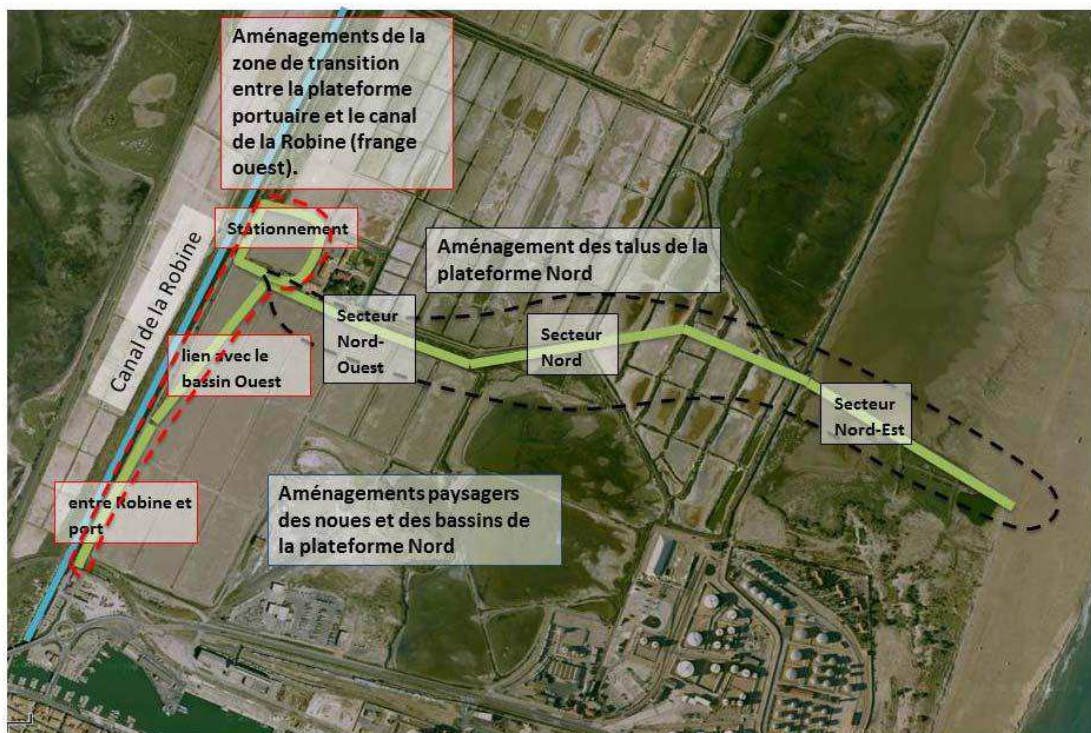 Aménagements de la
zone de transition
entre la plateforme
portuaire et le canal
de la Robine (frange
ouest).
Stationnement
Canal de la Robine
Aménagement des talus de la
plateforme Nord
Secteur
Nord-
Ouest
Secteur
Nord
Secteur
Nord-Est
lien avec le
bassin Ouest
entre Robine et
port
Aménagements paysagers
des noues et des bassins de
la plateforme Nord